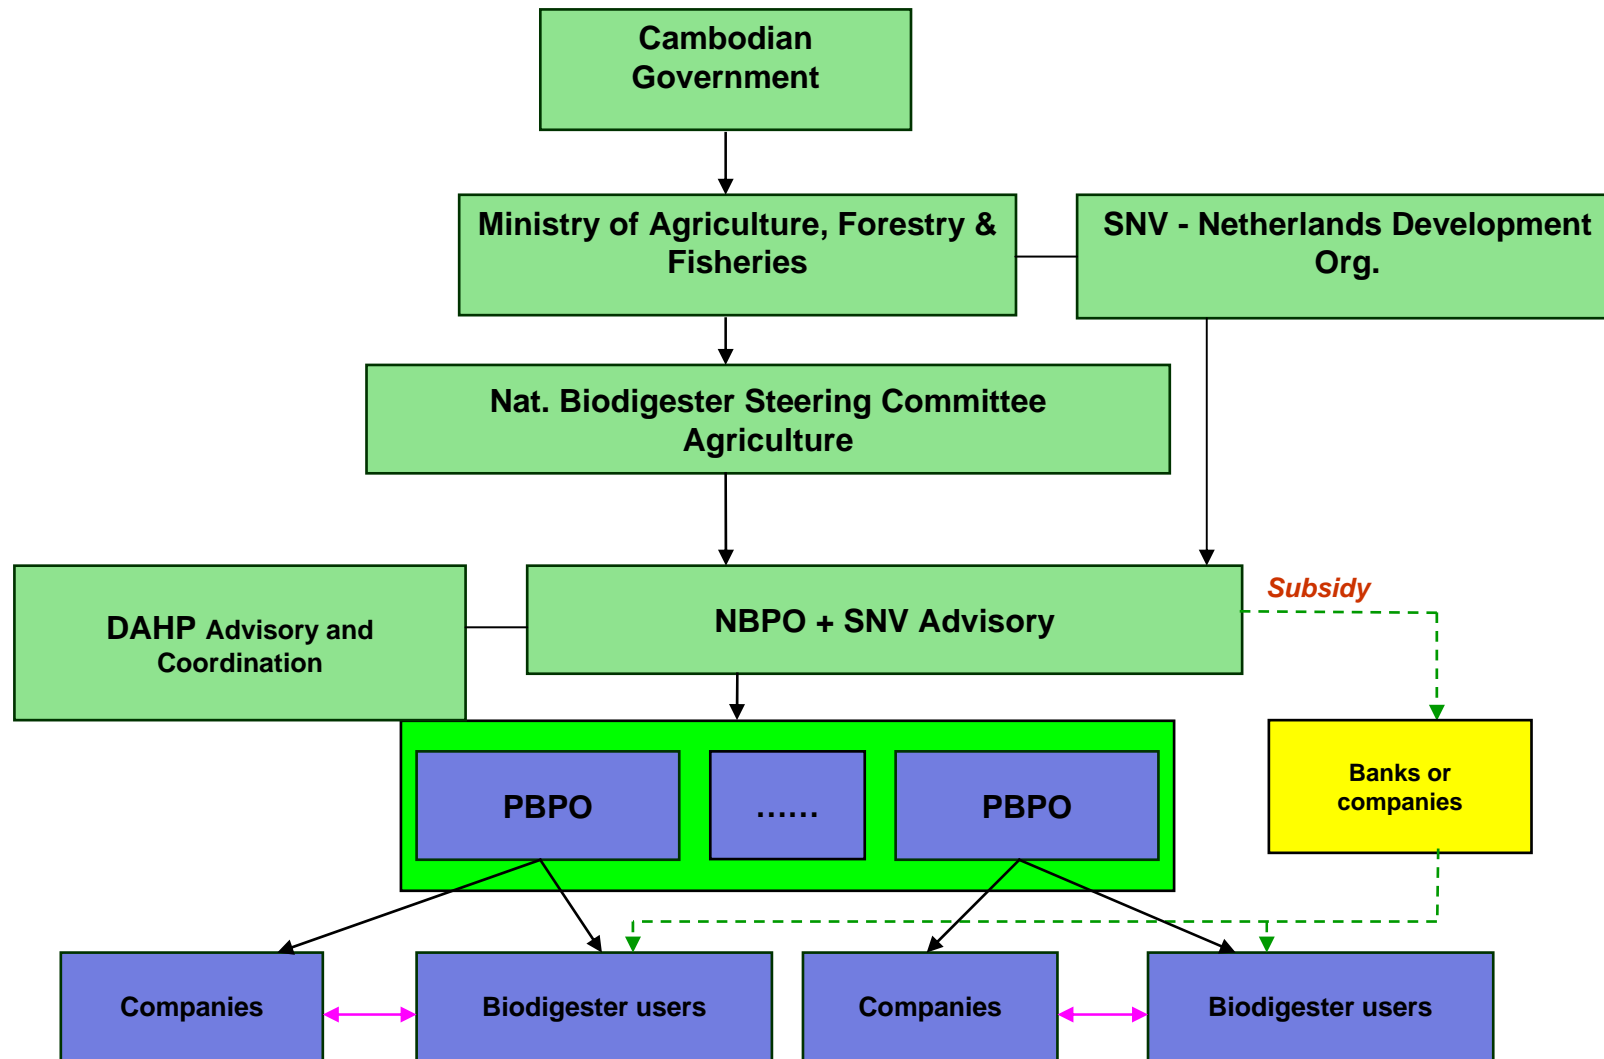 Cambodian
Government
Ministry of Agriculture, Forestry &
Fisheries
SNV - Netherlands Development
Org.
Nat. Biodigester Steering Committee
Agriculture
DAHP Advisory and
Coordination
NBPO + SNV Advisory
Subsidy
PBPO
......
PBPO
Banks or
companies
Companies
Biodigester users
Companies
Biodigester users